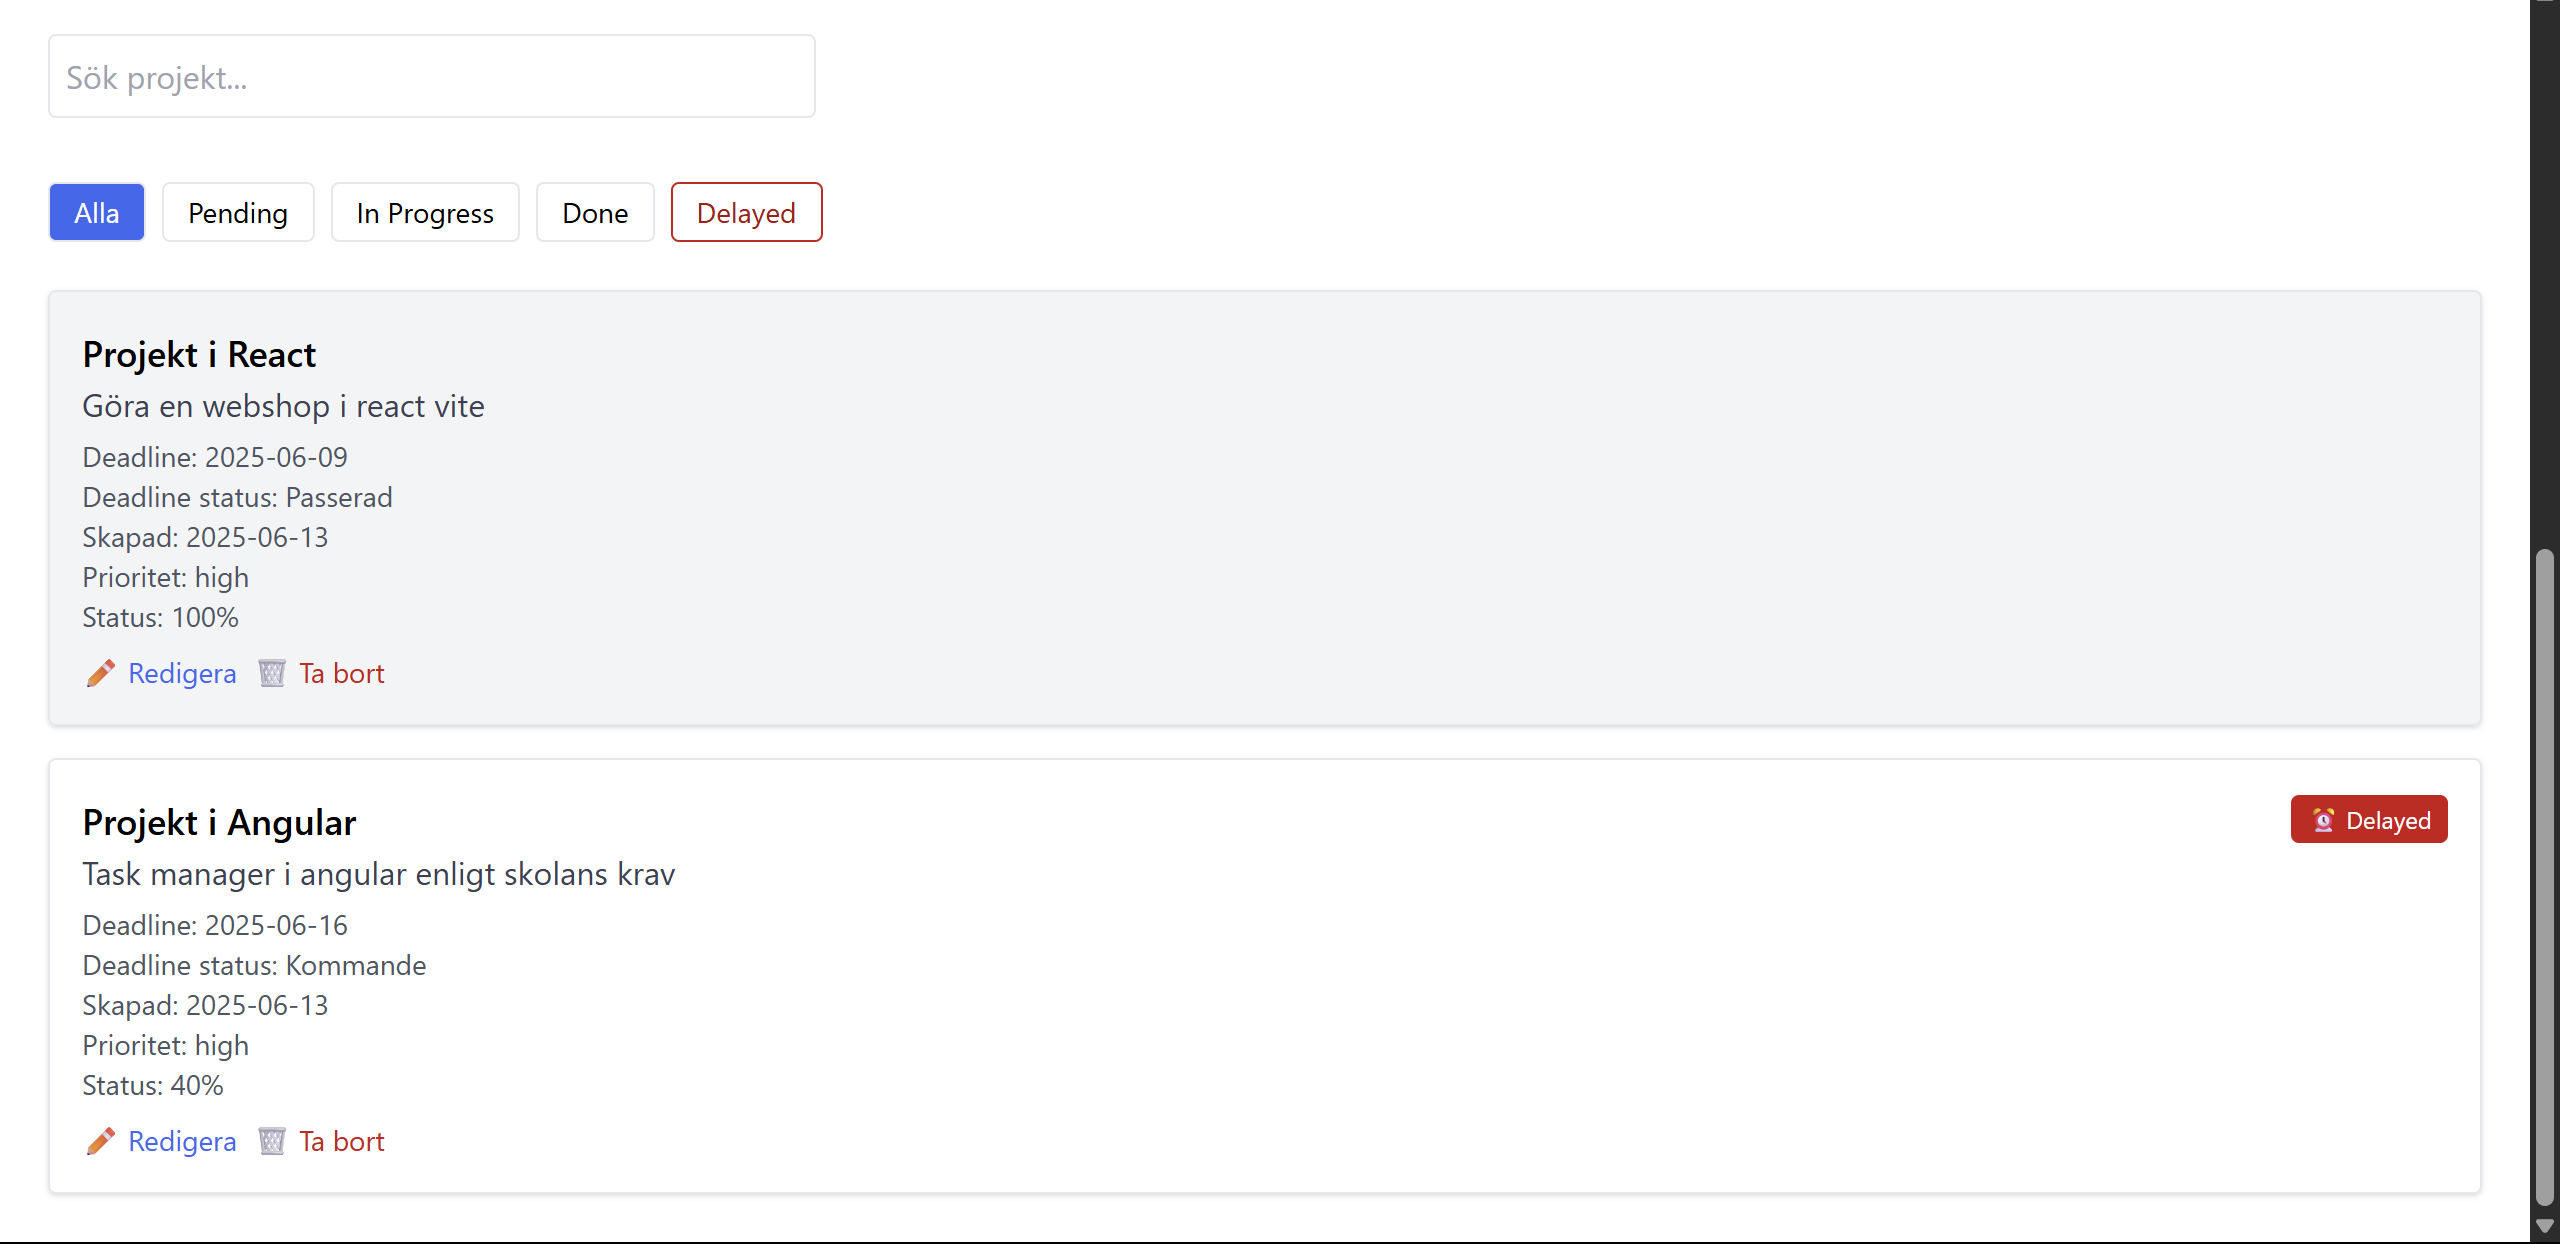 Sök projekt...
Alla Pending In Progress Done Delayed
Projekt i React
Göra en webshop i react vite
Deadline: 2025-06-09
Deadline status: Passerad
Skapad: 2025-06-13
Prioritet: high
Status: 100%
Redigera Ta bort
Projekt i Angular
Delayed
Task manager i angular enligt skolans krav
Deadline: 2025-06-16
Deadline status: Kommande
Skapad: 2025-06-13
Prioritet: high
Status: 40%
Redigera Ta bort